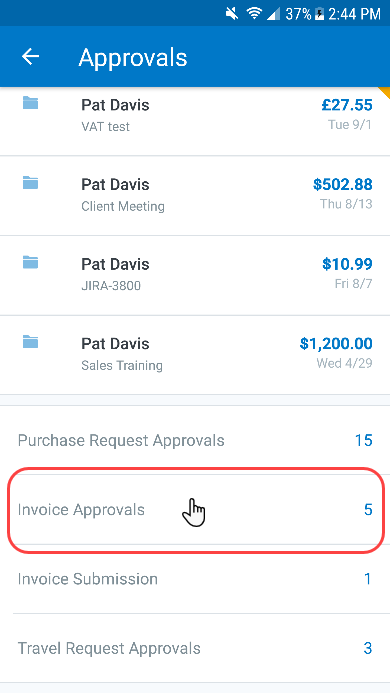 37% 2:44 PM
Approvals
Pat Davis £27.55
VAT test Tue 9/1
Pat Davis $502.88
Client Meeting Thu 8/13
Pat Davis $10.99
JIRA-3800 Fri 8/7
Pat Davis $1,200.00
Sales Training Wed 4/29
Purchase Request Approvals 15
Invoice Approvals 5
Invoice Submission 1
Travel Request Approvals 3